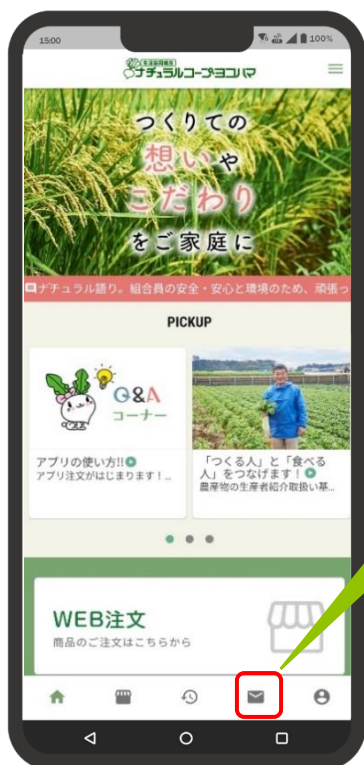 15:00
100%
生活協同組合
ナチュラルコープヨコハマ
つくりての
想いや
こだわり
をご家庭に
ナチュラル語り。組合員の安全・安心と環境のため、頑張っ
PICKUP
Q&A
コーナー
アプリの使い方!!
アプリ注文がはじまります！…
「つくる人」と「食べる
人」をつなげます！
農産物の生産者紹介取扱い基…
WEB注文
商品のご注文はこちらから